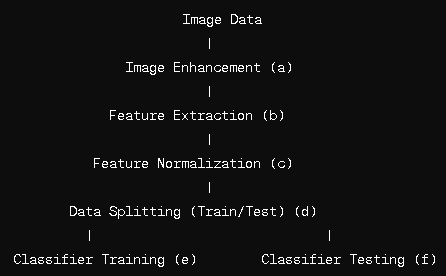 Image Data
|
Image Enhancement (a)
|
Feature Extraction (b)
|
Feature Normalization (c)
|
Data Splitting (Train/Test) (d)
| |
Classifier Training (e) Classifier Testing (f)